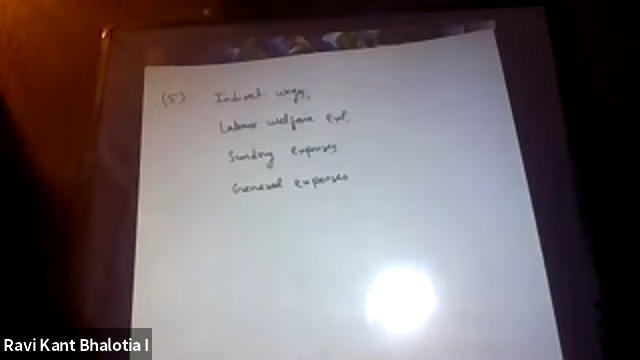 (5) Indirect wages,
Labour welfare exp.
Sundry expenses
General expenses
Ravi Kant Bhalotia I